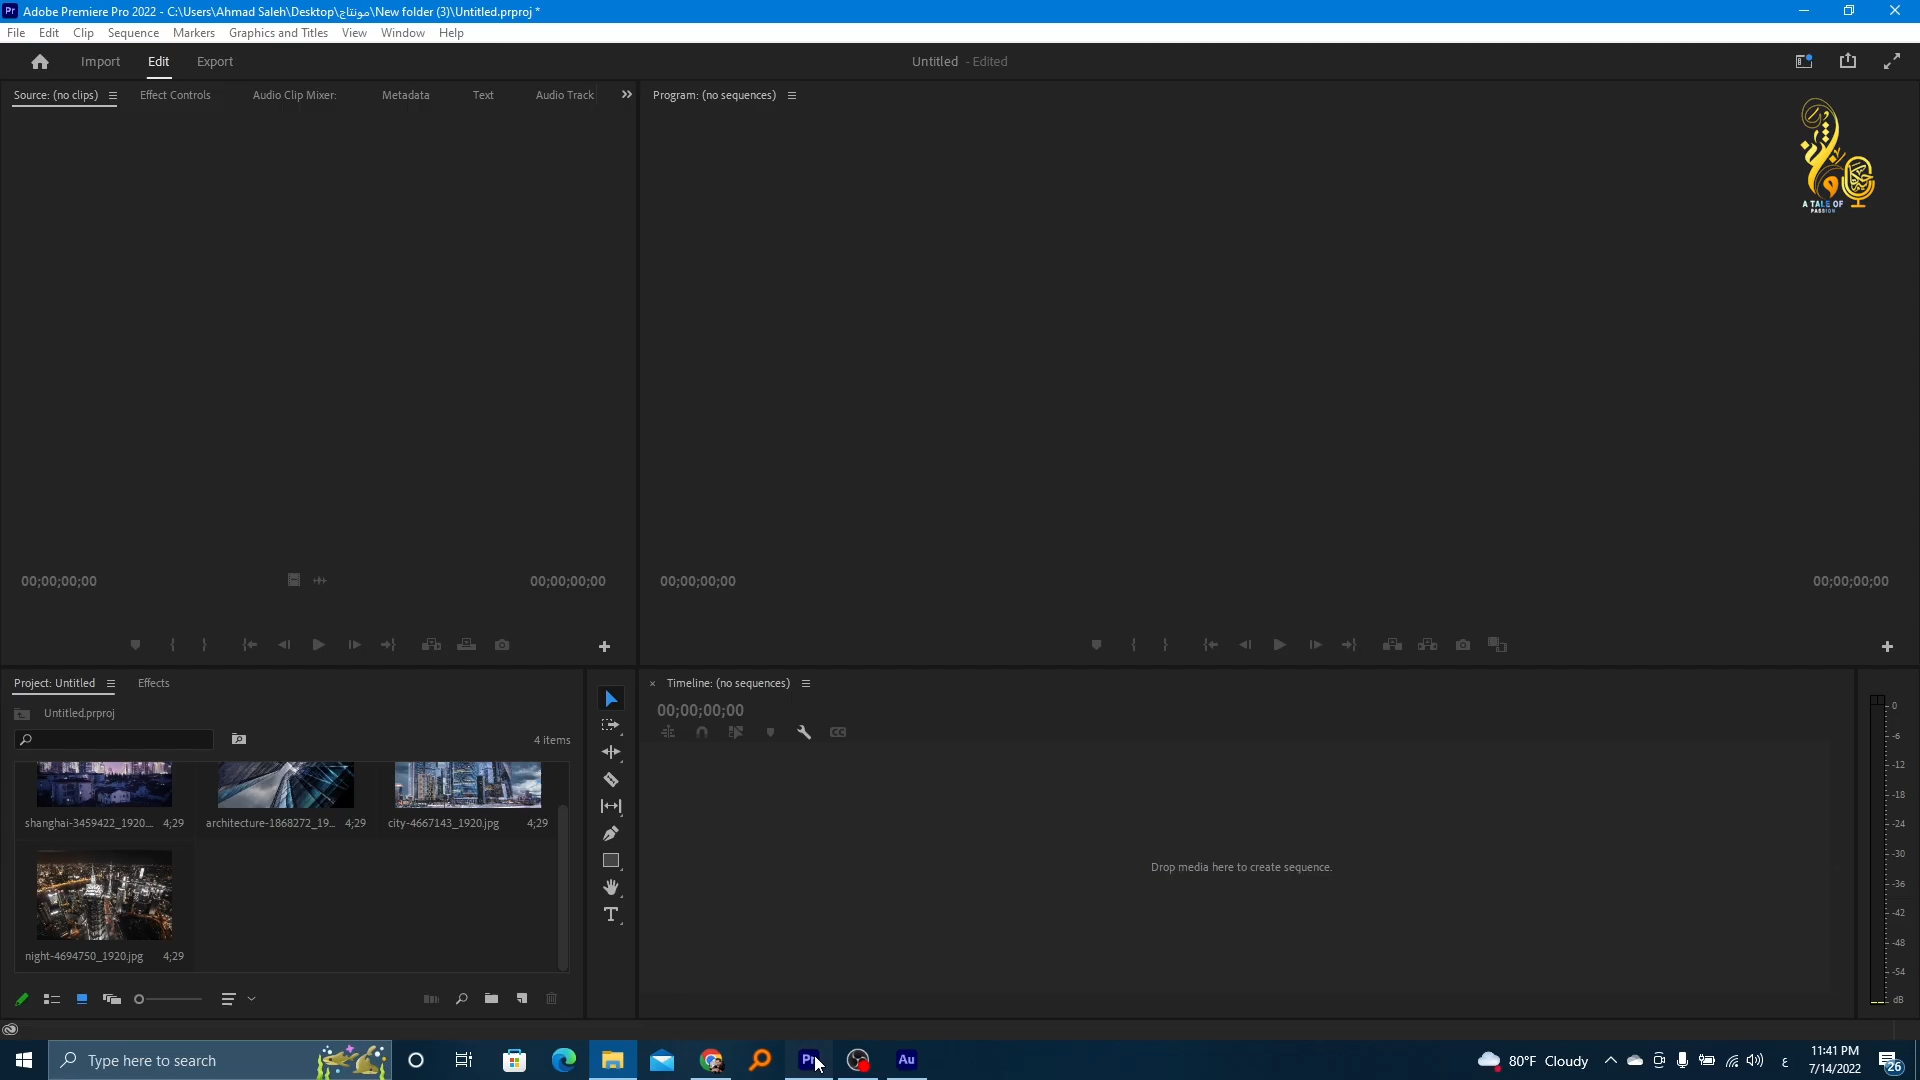 Adobe Premiere Pro 2022 - C:\Users\Ahmad Saleh\Desktop\مونتاج\New folder (3)\Untitled.prproj *
File Edit Clip Sequence Markers Graphics and Titles View Window Help
Import Edit Export
Untitled - Edited
Source: (no clips) Effect Controls Audio Clip Mixer: Metadata Text Audio Track
Program: (no sequences)
A TALE OF
PASSION
00;00;00;00 00;00;00;00
00;00;00;00 00;00;00;00
Project: Untitled Effects
Untitled.prproj
4 items
shanghai-3459422_1920... 4;29
architecture-1868272_19... 4;29
city-4667143_1920.jpg 4;29
night-4694750_1920.jpg 4;29
Timeline: (no sequences)
00;00;00;00
CC
Drop media here to create sequence.
T
0
-6
-12
-18
-24
-30
-36
-42
-48
-54
dB
Type here to search
Pr
Au
80°F Cloudy
ع
11:41 PM
7/14/2022
26